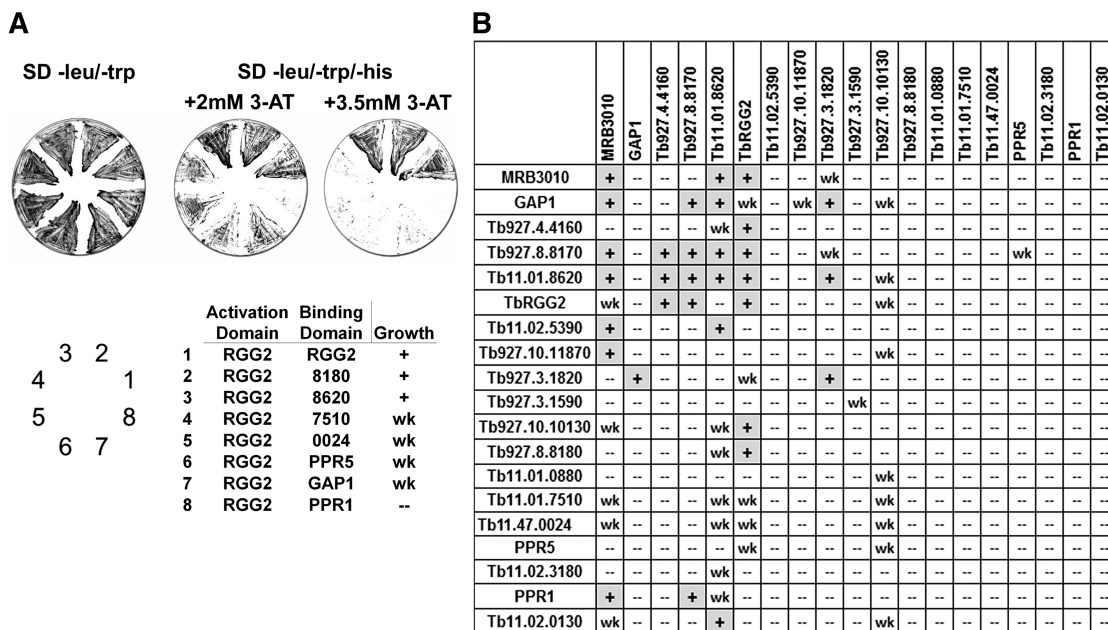 A
SD -leu/-trp
SD -leu/-trp/-his
+2mM 3-AT
+3.5mM 3-AT
3 2
4 1
5 8
6 7
Activation Domain Binding Domain Growth
1 RGG2 RGG2 +
2 RGG2 8180 +
3 RGG2 8620 +
4 RGG2 7510 wk
5 RGG2 0024 wk
6 RGG2 PPR5 wk
7 RGG2 GAP1 wk
8 RGG2 PPR1 --
B
MRB3010 GAP1 Tb927.4.4160 Tb927.8.8170 Tb11.01.8620 TbRGG2 Tb11.02.5390 Tb927.10.11870 Tb927.3.1820 Tb927.3.1590 Tb927.10.10130 Tb927.8.8180 Tb11.01.0880 Tb11.01.7510 Tb11.47.0024 PPR5 Tb11.02.3180 PPR1 Tb11.02.0130
MRB3010 + -- -- -- + + -- -- wk -- -- -- -- -- -- -- -- -- --
GAP1 + -- -- + + wk -- wk + -- wk -- -- -- -- -- -- -- --
Tb927.4.4160 -- -- -- -- wk + -- -- -- -- -- -- -- -- -- -- -- -- --
Tb927.8.8170 + -- + + + + -- -- wk -- -- -- -- -- -- wk -- -- --
Tb11.01.8620 + -- + + + + -- -- + -- wk -- -- -- -- -- -- -- --
TbRGG2 wk -- + + -- + -- -- -- -- wk -- -- -- -- -- -- -- --
Tb11.02.5390 + -- -- -- + -- -- -- -- -- -- -- -- -- -- -- -- -- --
Tb927.10.11870 + -- -- -- -- -- -- -- -- -- wk -- -- -- -- -- -- -- --
Tb927.3.1820 -- + -- -- -- wk -- -- + -- -- -- -- -- -- -- -- -- --
Tb927.3.1590 -- -- -- -- -- -- -- -- -- wk -- -- -- -- -- -- -- -- --
Tb927.10.10130 wk -- -- -- wk + -- -- -- -- -- -- -- -- -- -- -- -- --
Tb927.8.8180 -- -- -- -- wk + -- -- -- -- -- -- -- -- -- -- -- -- --
Tb11.01.0880 -- -- -- -- -- -- -- -- -- -- wk -- -- -- -- -- -- -- --
Tb11.01.7510 wk -- -- -- wk wk -- -- -- -- wk -- -- -- -- -- -- -- --
Tb11.47.0024 wk -- -- -- wk wk -- -- -- -- wk -- -- -- -- -- -- -- --
PPR5 -- -- -- -- -- wk -- -- -- -- wk -- -- -- -- -- -- -- --
Tb11.02.3180 -- -- -- -- wk -- -- -- -- -- -- -- -- -- -- -- -- -- --
PPR1 + -- -- + wk -- -- -- -- -- -- -- -- -- -- -- -- -- --
Tb11.02.0130 wk -- -- -- + -- -- -- -- -- wk -- -- -- -- -- -- -- --